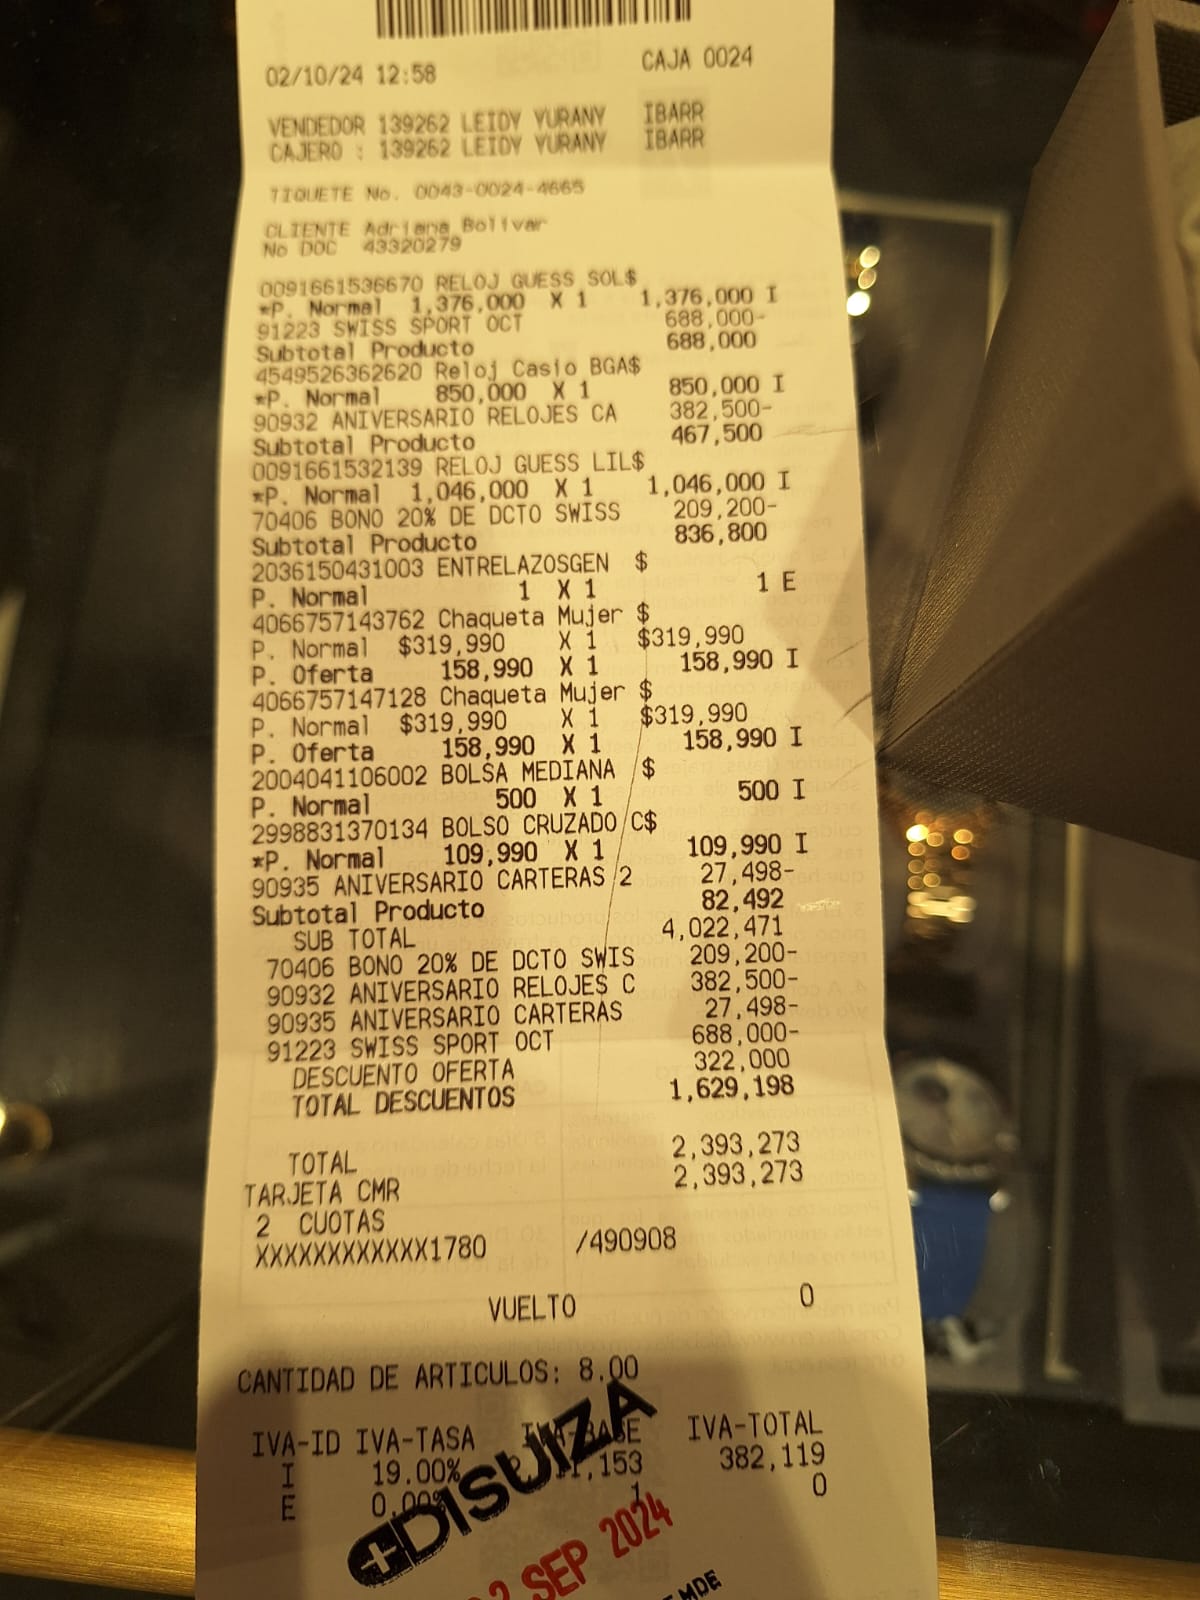 02/10/24 12:58 CAJA 0024
VENDEDOR 139262 LEIDY YURANY IBARR
CAJERO : 139262 LEIDY YURANY IBARR
TIQUETE No. 0043-0024-4665
CLIENTE Adriana Bolivar
No DOC 43320279
0091661536670 RELOJ GUESS SOL$
*P. Normal 1,376,000 X 1 1,376,000 I
91223 SWISS SPORT OCT 688,000-
Subtotal Producto 688,000
4549526362620 Reloj Casio BGA$
*P. Normal 850,000 X 1 850,000 I
90932 ANIVERSARIO RELOJES CA 382,500-
Subtotal Producto 467,500
0091661532139 RELOJ GUESS LIL$
*P. Normal 1,046,000 X 1 1,046,000 I
70406 BONO 20% DE DCTO SWISS 209,200-
Subtotal Producto 836,800
2036150431003 ENTRELAZOSGEN $
P. Normal 1 X 1 1 E
4066757143762 Chaqueta Mujer $
P. Normal $319,990 X 1 $319,990
P. Oferta 158,990 X 1 158,990 I
4066757147128 Chaqueta Mujer $
P. Normal $319,990 X 1 $319,990
P. Oferta 158,990 X 1 158,990 I
2004041106002 BOLSA MEDIANA $
P. Normal 500 X 1 500 I
2998831370134 BOLSO CRUZADO C$
*P. Normal 109,990 X 1 109,990 I
90935 ANIVERSARIO CARTERAS 2 27,498-
Subtotal Producto 82,492
SUB TOTAL 4,022,471
70406 BONO 20% DE DCTO SWIS 209,200-
90932 ANIVERSARIO RELOJES C 382,500-
90935 ANIVERSARIO CARTERAS 27,498-
91223 SWISS SPORT OCT 688,000-
DESCUENTO OFERTA 322,000
TOTAL DESCUENTOS 1,629,198
TOTAL 2,393,273
TARJETA CMR 2,393,273
2 CUOTAS
XXXXXXXXXXXX1780 /490908
VUELTO 0
CANTIDAD DE ARTICULOS: 8.00
IVA-ID IVA-TASA IVA-BASE IVA-TOTAL
I 19.00% 11,153 382,119
E 0.00% 1 0
+DISUIZA
2 SEP 2024